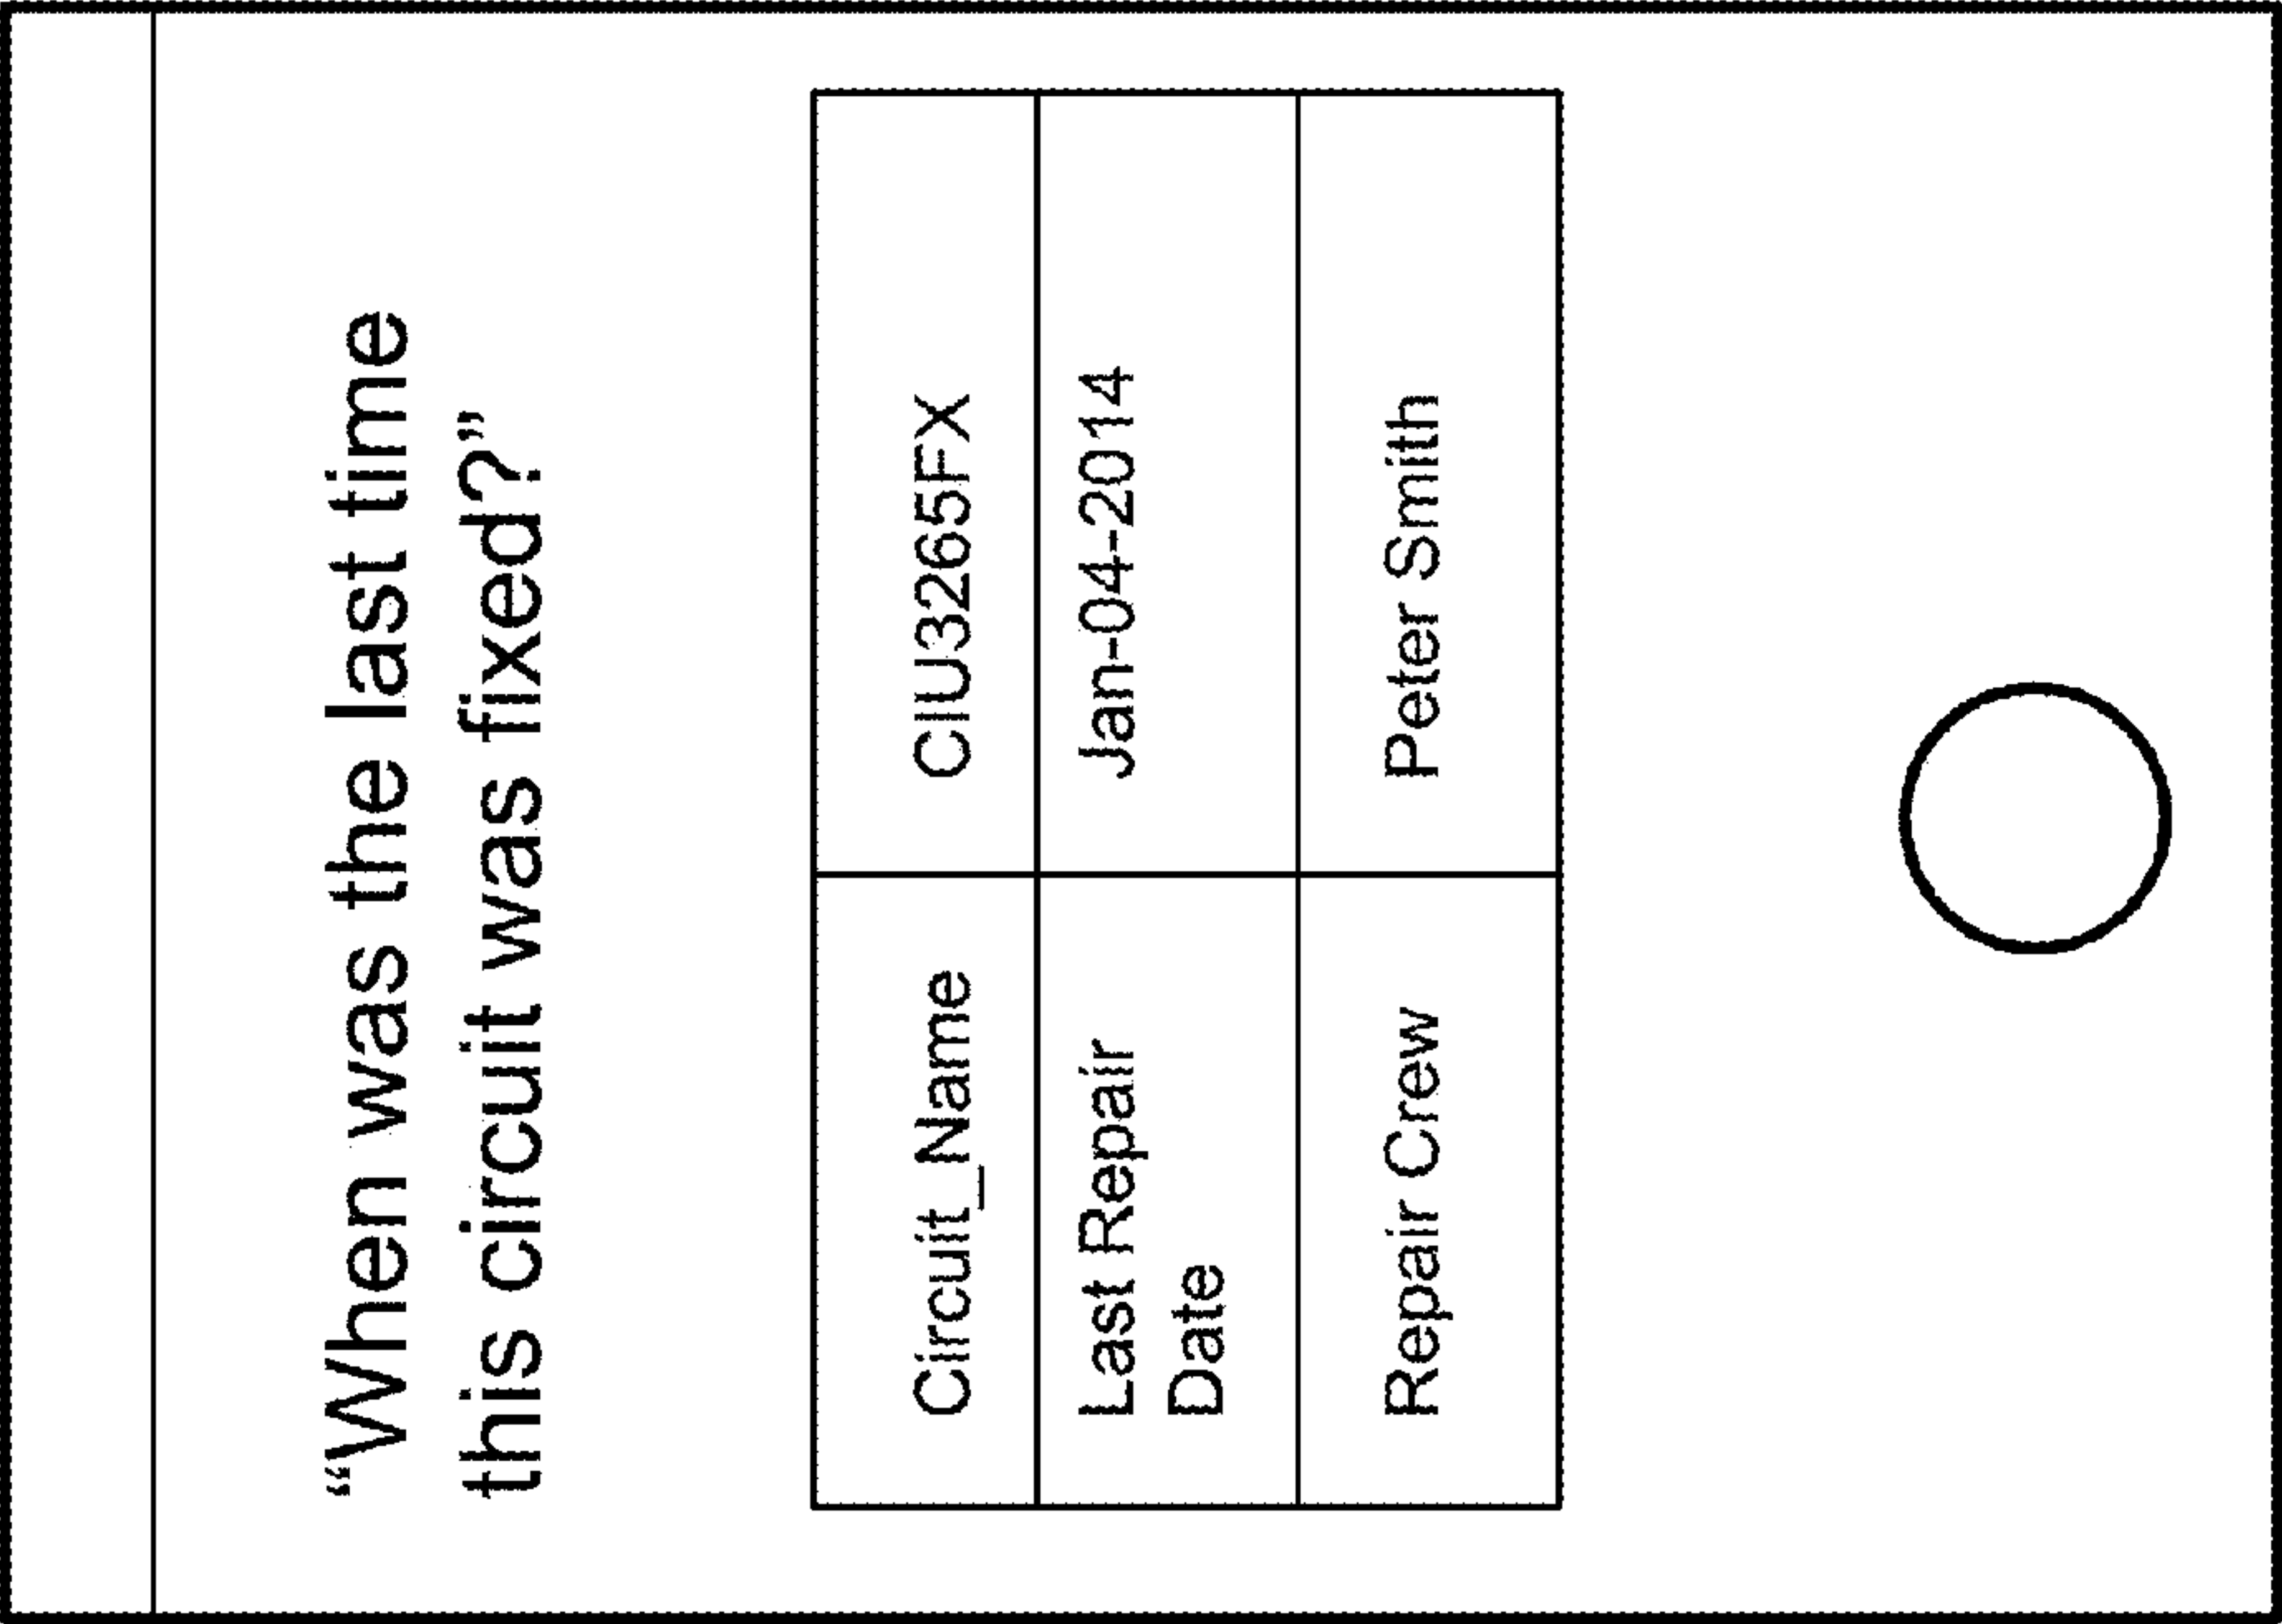 “When was the last time
this circuit was fixed?”
Circuit_Name CIU3265FX
Last Repair Jan-04-2014
Date
Repair Crew Peter Smith